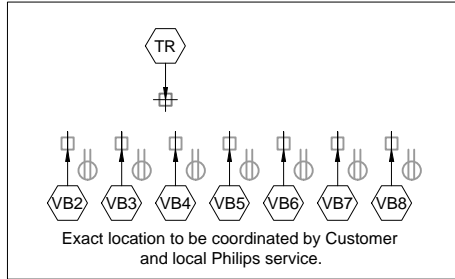 TR
VB2 VB3 VB4 VB5 VB6 VB7 VB8
Exact location to be coordinated by Customer
and local Philips service.